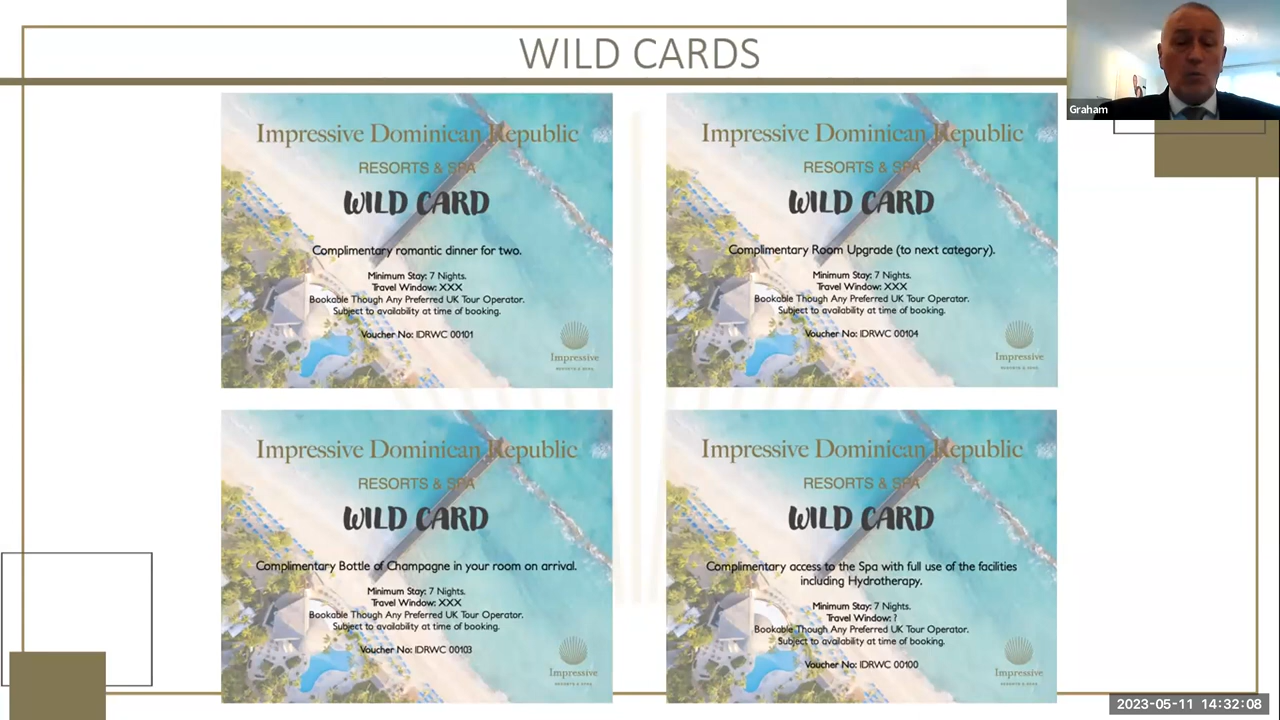 WILD CARDS
Graham
Impressive Dominican Republic
RESORTS & SPA
WILD CARD
Complimentary romantic dinner for two.
Minimum Stay: 7 Nights.
Travel Window: XXX
Bookable Though Any Preferred UK Tour Operator.
Subject to availability at time of booking.
Voucher No: IDRWC 00101
Impressive
RESORTS & SPAS
Impressive Dominican Republic
RESORTS & SPA
WILD CARD
Complimentary Room Upgrade (to next category).
Minimum Stay: 7 Nights.
Travel Window: XXX
Bookable Though Any Preferred UK Tour Operator.
Subject to availability at time of booking.
Voucher No: IDRWC 00104
Impressive
RESORTS & SPAS
Impressive Dominican Republic
RESORTS & SPA
WILD CARD
Complimentary Bottle of Champagne in your room on arrival.
Minimum Stay: 7 Nights.
Travel Window: XXX
Bookable Though Any Preferred UK Tour Operator.
Subject to availability at time of booking.
Voucher No: IDRWC 00103
Impressive
RESORTS & SPAS
Impressive Dominican Republic
RESORTS & SPA
WILD CARD
Complimentary access to the Spa with full use of the facilities
including Hydrotherapy.
Minimum Stay: 7 Nights.
Travel Window: ?
Bookable Though Any Preferred UK Tour Operator.
Subject to availability at time of booking.
Voucher No: IDRWC 00100
Impressive
RESORTS & SPAS
2023-05-11 14:32:08